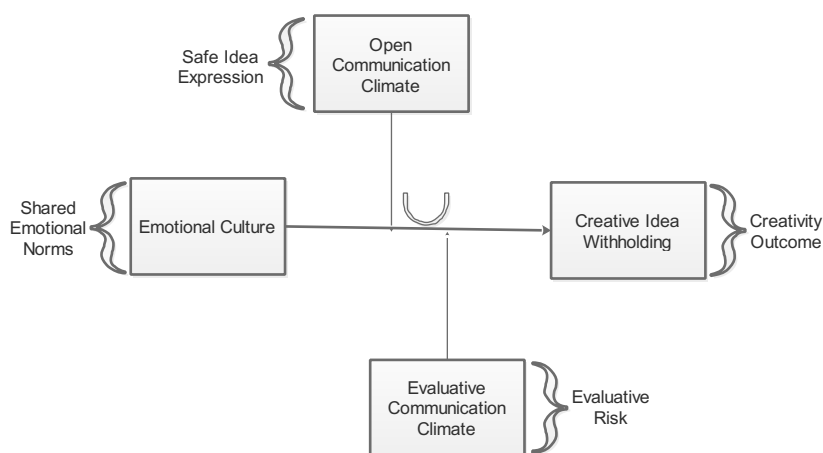 Safe Idea
Expression
Open
Communication
Climate
Shared
Emotional
Norms
Emotional Culture
Creative Idea
Withholding
Creativity
Outcome
Evaluative
Communication
Climate
Evaluative
Risk